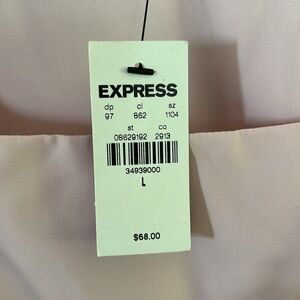 EXPRESS
dp cl sz
97 862 1104
st co
08629192 2913
34939000
L
$68.00